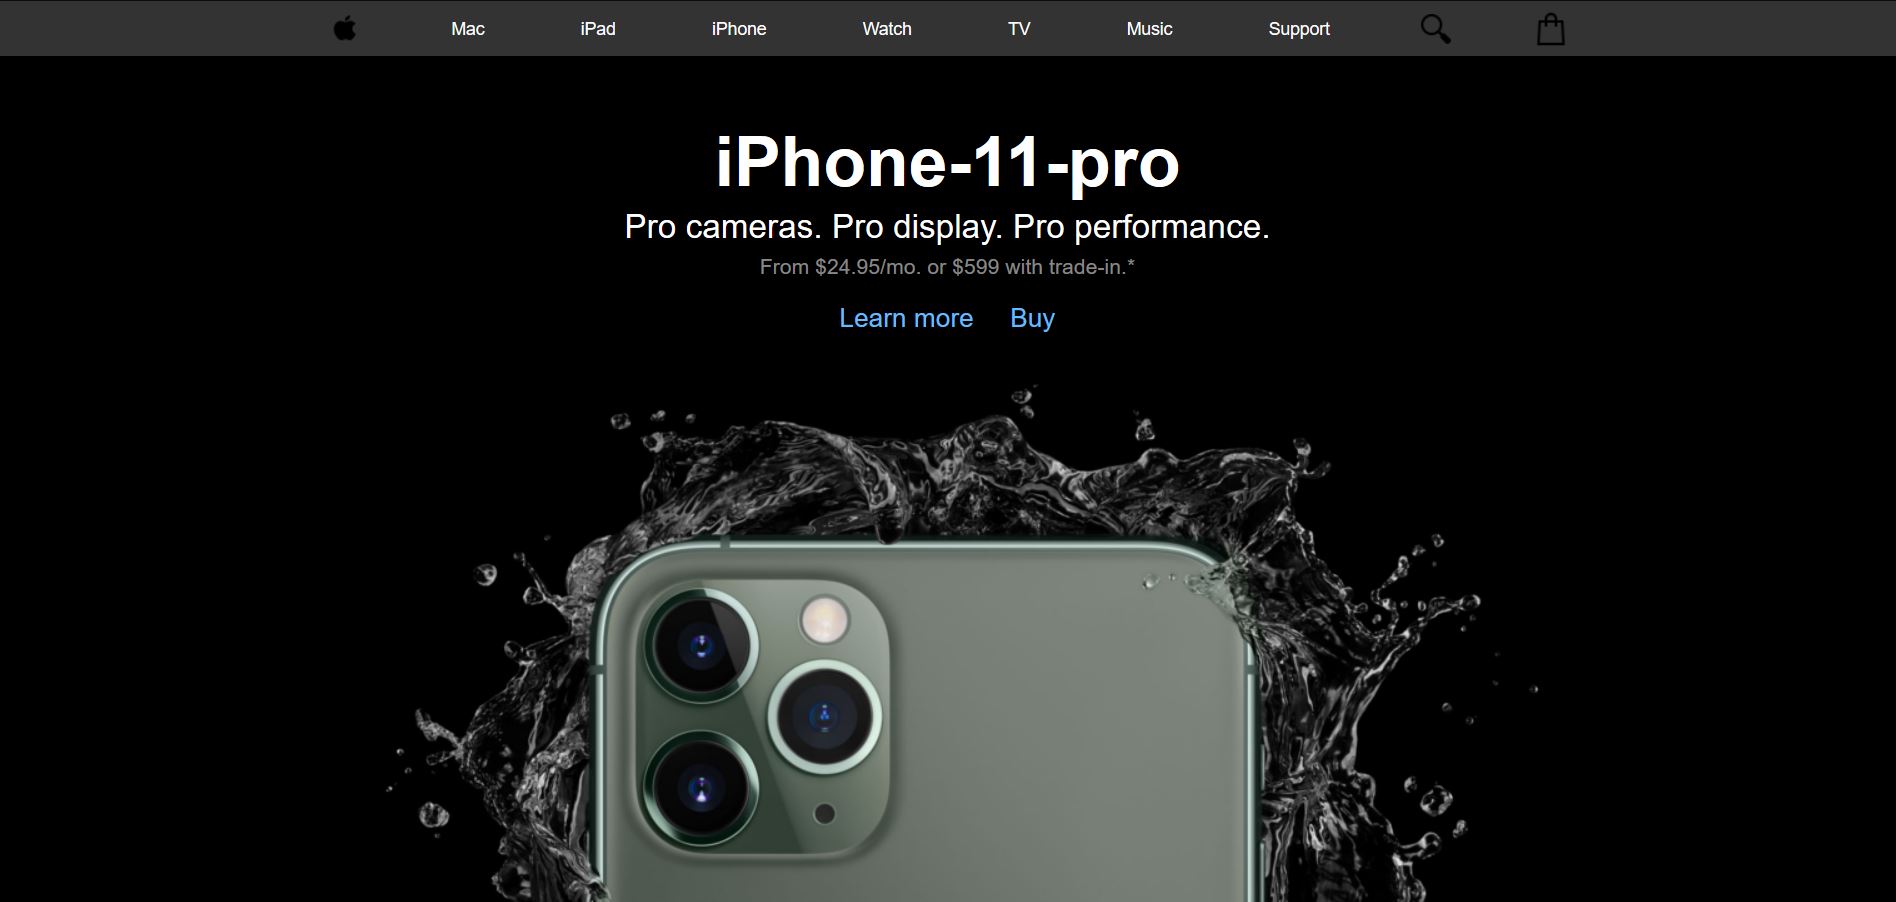 Mac iPad iPhone Watch TV Music Support
iPhone-11-pro
Pro cameras. Pro display. Pro performance.
From $24.95/mo. or $599 with trade-in.*
Learn more Buy